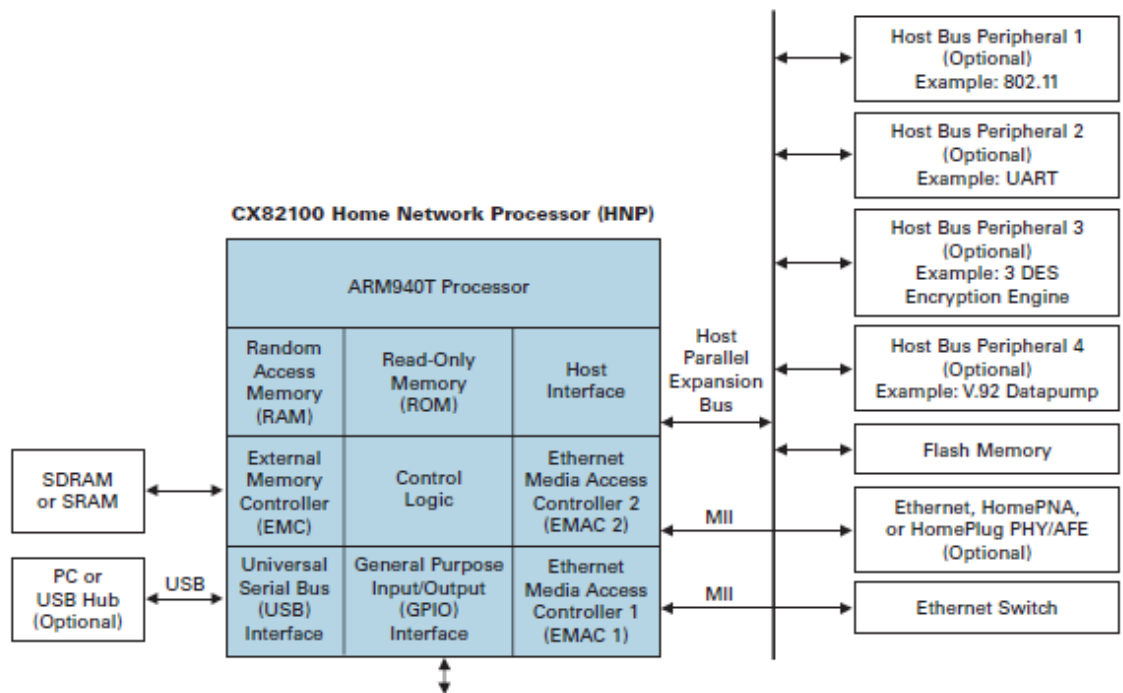 CX82100 Home Network Processor (HNP)
ARM940T Processor
Random
Access
Memory
(RAM)
Read-Only
Memory
(ROM)
Host
Interface
External
Memory
Controller
(EMC)
Control
Logic
Ethernet
Media Access
Controller 2
(EMAC 2)
Universal
Serial Bus
(USB)
Interface
General Purpose
Input/Output
(GPIO)
Interface
Ethernet
Media Access
Controller 1
(EMAC 1)
SDRAM
or SRAM
PC or
USB Hub
(Optional)
USB
Host
Parallel
Expansion
Bus
MII
MII
Host Bus Peripheral 1
(Optional)
Example: 802.11
Host Bus Peripheral 2
(Optional)
Example: UART
Host Bus Peripheral 3
(Optional)
Example: 3 DES
Encryption Engine
Host Bus Peripheral 4
(Optional)
Example: V.92 Datapump
Flash Memory
Ethernet, HomePNA,
or HomePlug PHY/AFE
(Optional)
Ethernet Switch